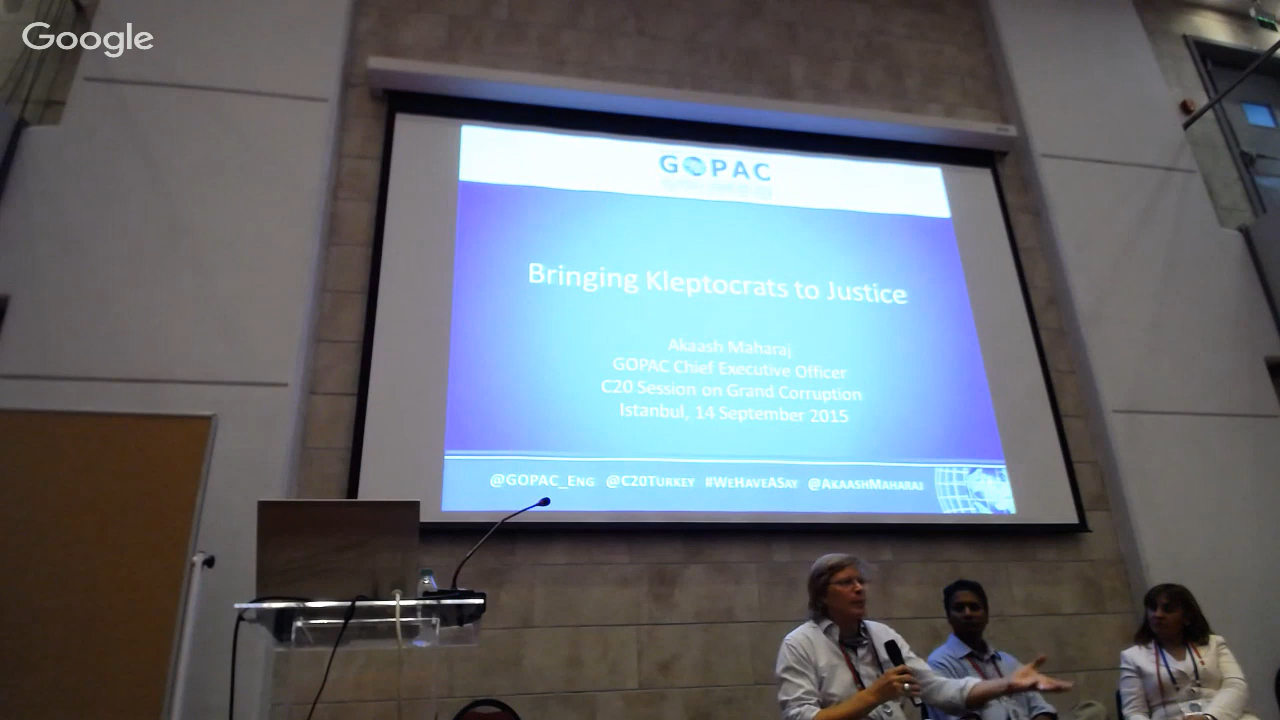 Google
GOPAC
Bringing Kleptocrats to Justice
Akaash Maharaj
GOPAC Chief Executive Officer
C20 Session on Grand Corruption
Istanbul, 14 September 2015
@GOPAC_ENG @C20TURKEY #WEHAVEASAY @AKAASHMAHARAJ